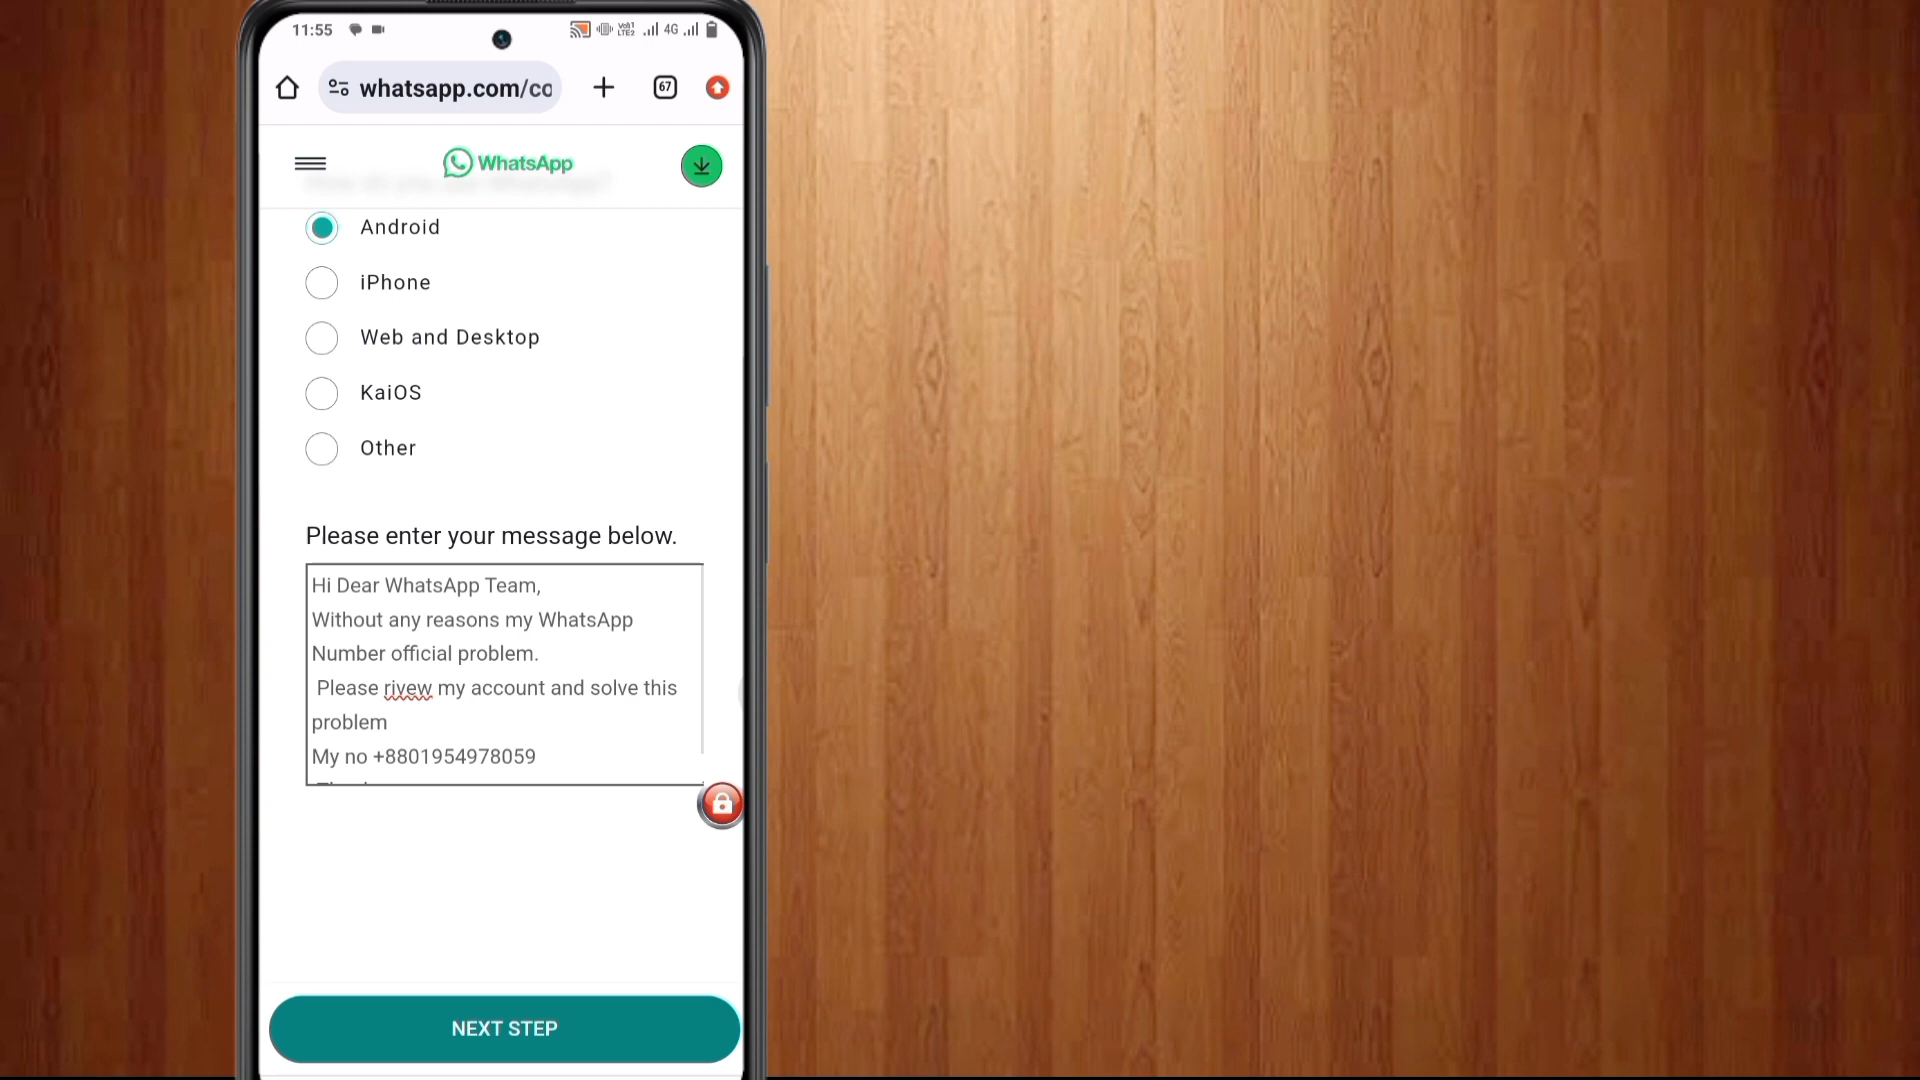 11:55
VoLTE LTE2 4G
whatsapp.com/co
67
WhatsApp
Android
iPhone
Web and Desktop
KaiOS
Other
Please enter your message below.
Hi Dear WhatsApp Team,
Without any reasons my WhatsApp
Number official problem.
Please rivew my account and solve this
problem
My no +8801954978059
NEXT STEP